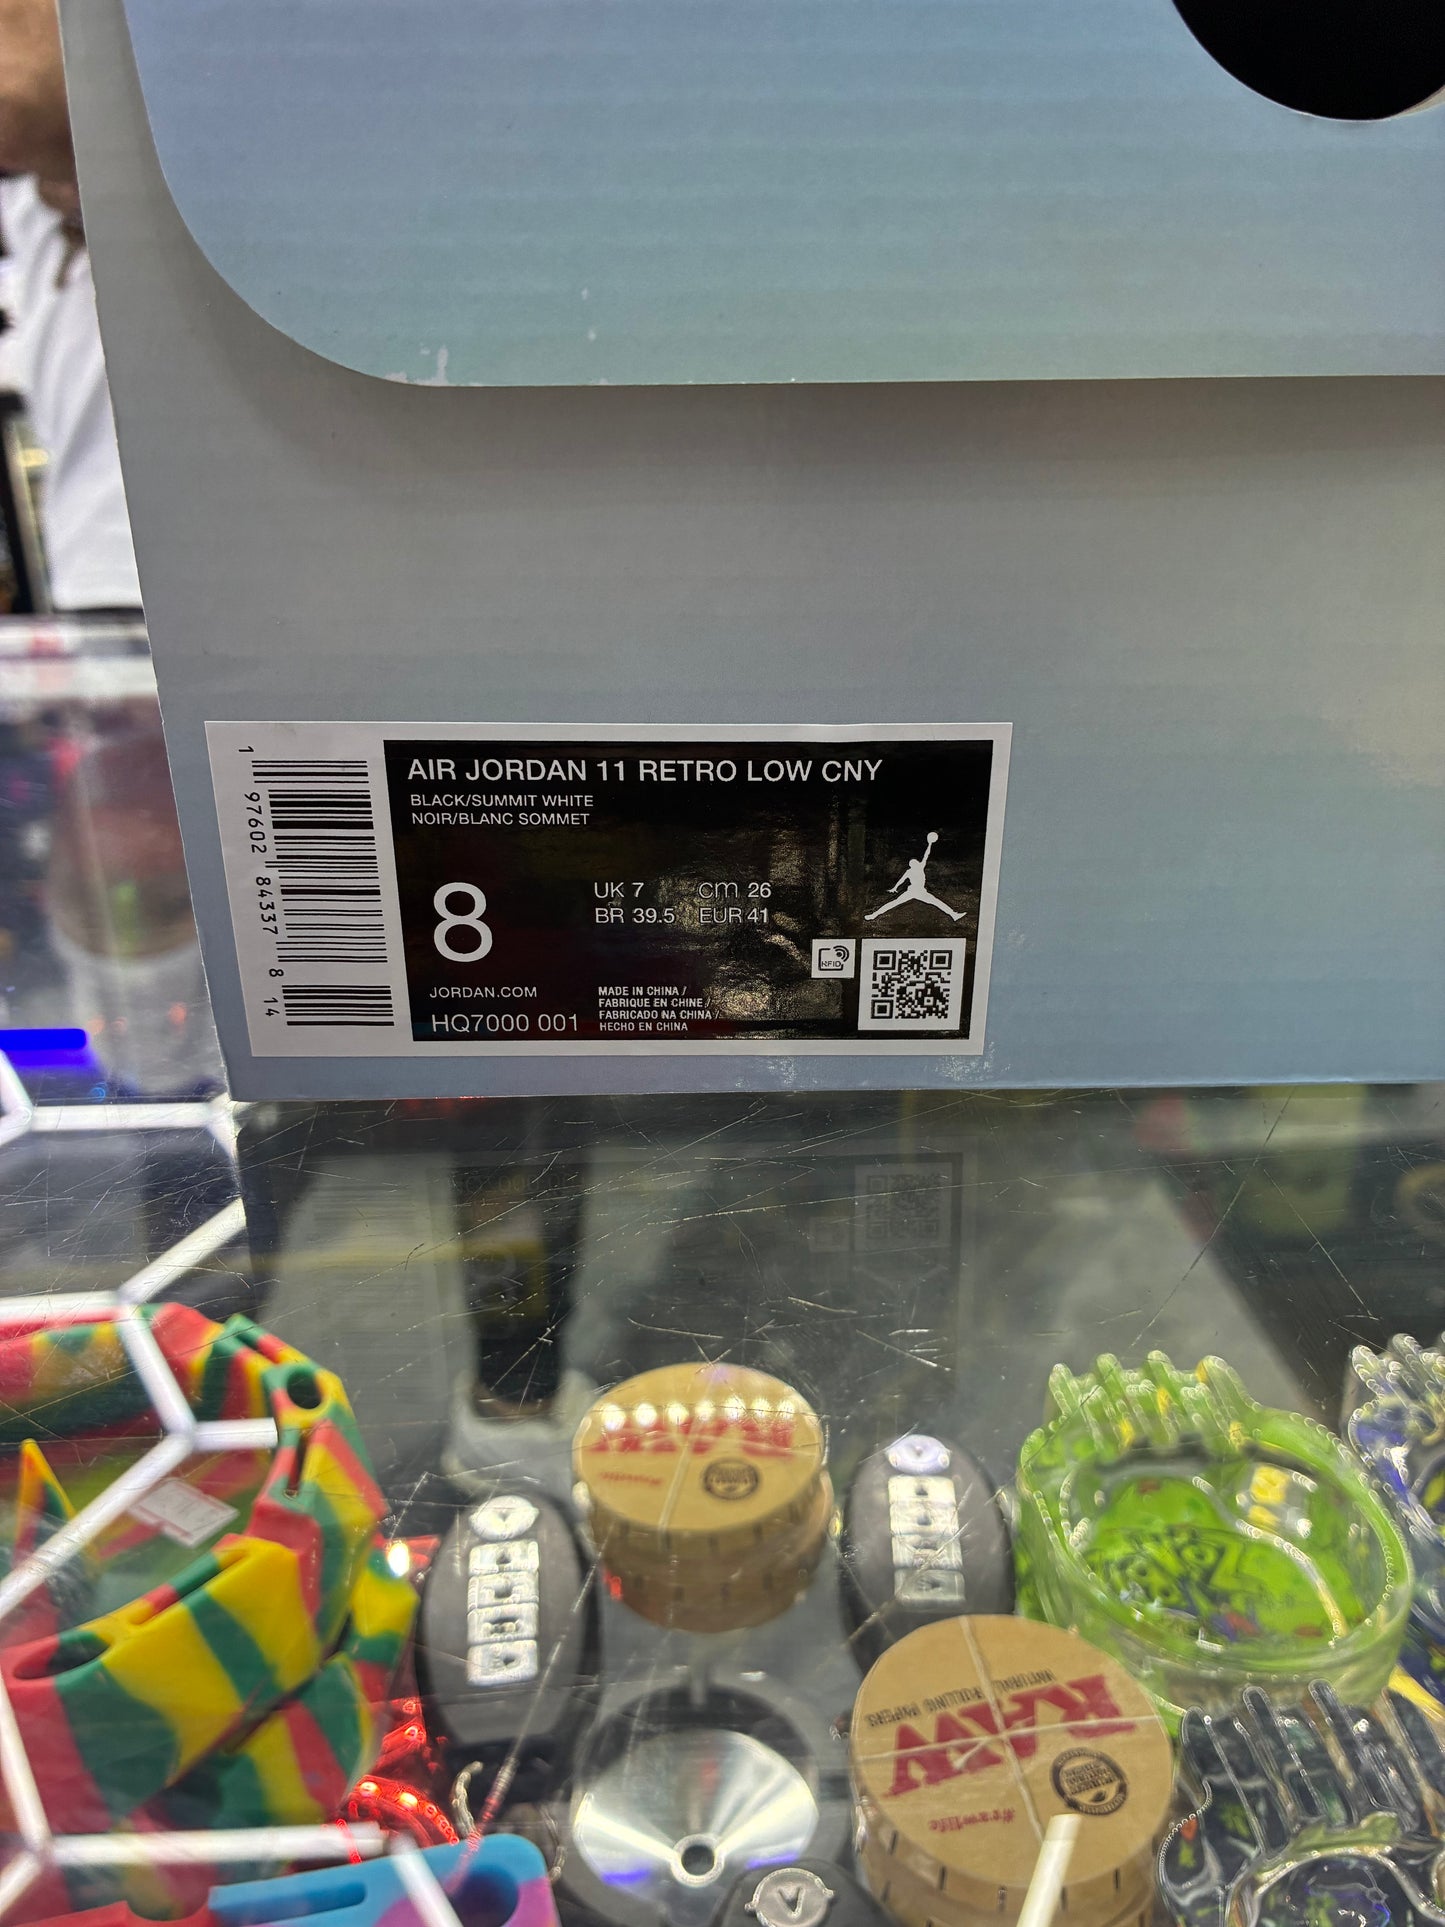 AIR JORDAN 11 RETRO LOW CNY
BLACK/SUMMIT WHITE
NOIR/BLANC SOMMET
8
UK 7 cm 26
BR 39.5 EUR 41
RFID
JORDAN.COM
HQ7000 001
MADE IN CHINA /
FABRIQUE EN CHINE /
FABRICADO NA CHINA /
HECHO EN CHINA
1 97602 84337 8 14
RAW
RAW
NATURAL ROLLING PAPERS